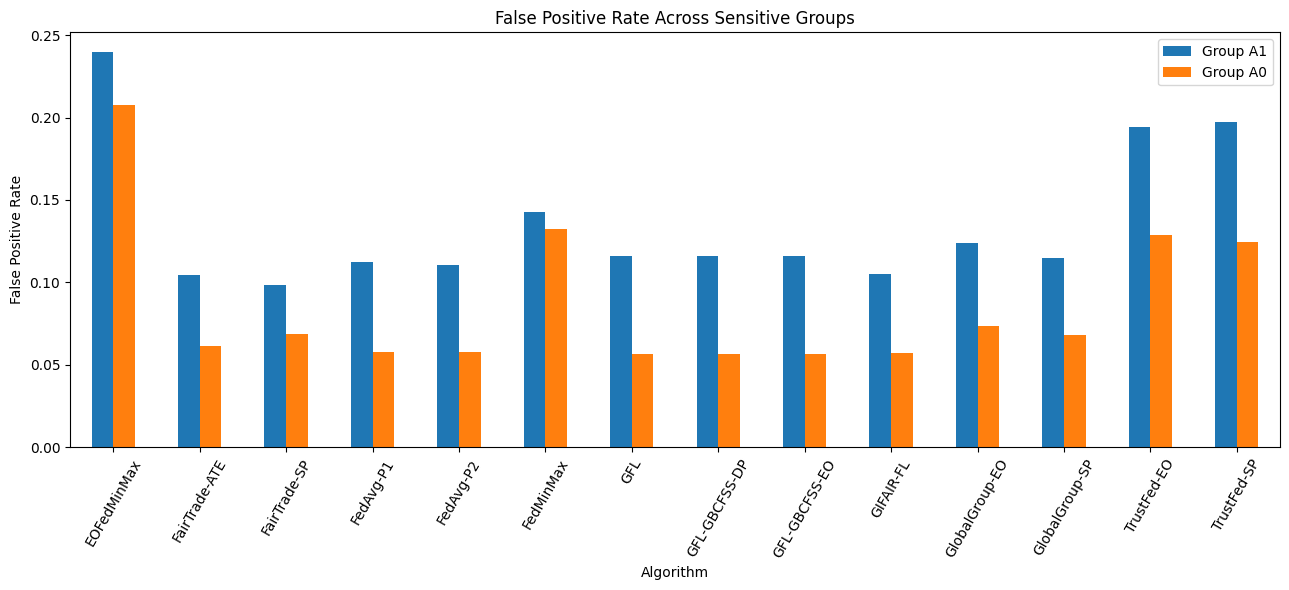 False Positive Rate Across Sensitive Groups
Group A1
Group A0
False Positive Rate
0.25
0.20
0.15
0.10
0.05
0.00
EOFedMinMax
FairTrade-ATE
FairTrade-SP
FedAvg-P1
FedAvg-P2
FedMinMax
GFL
GFL-GBCFSS-DP
GFL-GBCFSS-EO
GIFAIR-FL
GlobalGroup-EO
GlobalGroup-SP
TrustFed-EO
TrustFed-SP
Algorithm